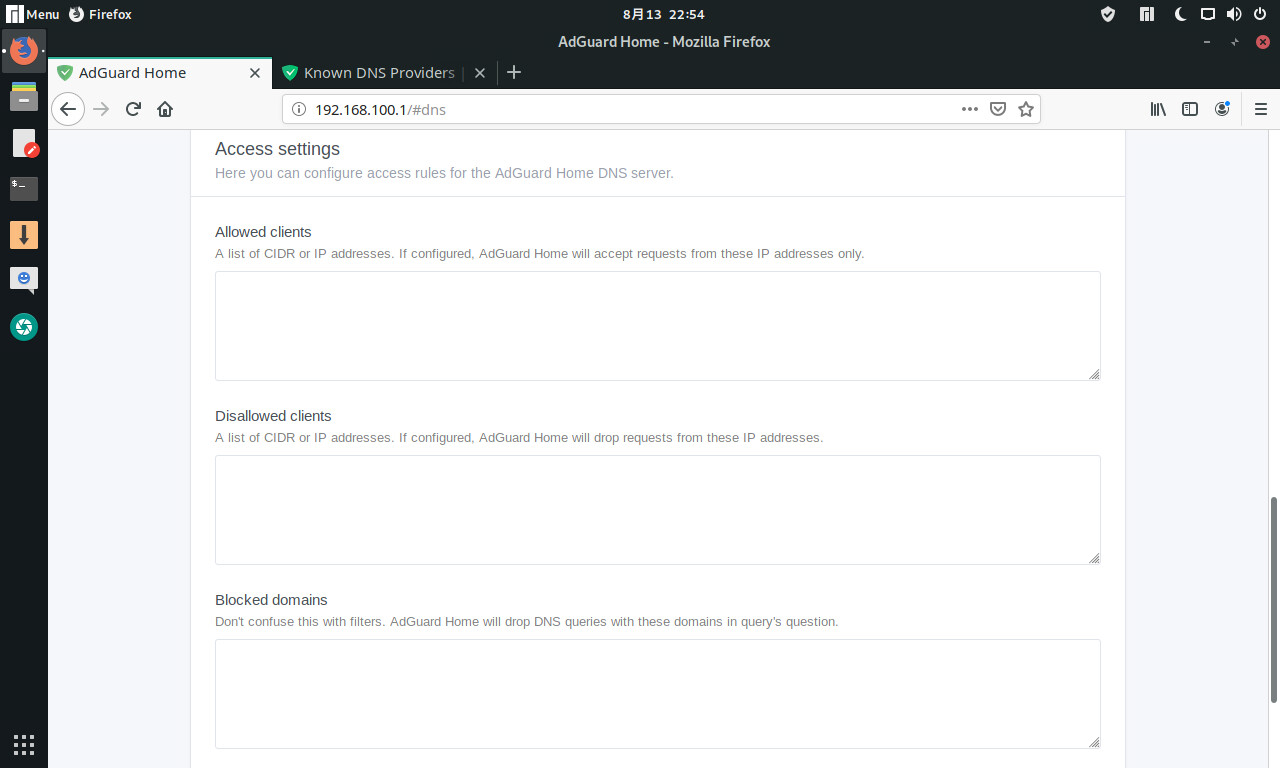 Menu Firefox 8月13 22:54
AdGuard Home - Mozilla Firefox
AdGuard Home Known DNS Providers |
192.168.100.1/#dns
Access settings
Here you can configure access rules for the AdGuard Home DNS server.
Allowed clients
A list of CIDR or IP addresses. If configured, AdGuard Home will accept requests from these IP addresses only.
Disallowed clients
A list of CIDR or IP addresses. If configured, AdGuard Home will drop requests from these IP addresses.
Blocked domains
Don't confuse this with filters. AdGuard Home will drop DNS queries with these domains in query's question.